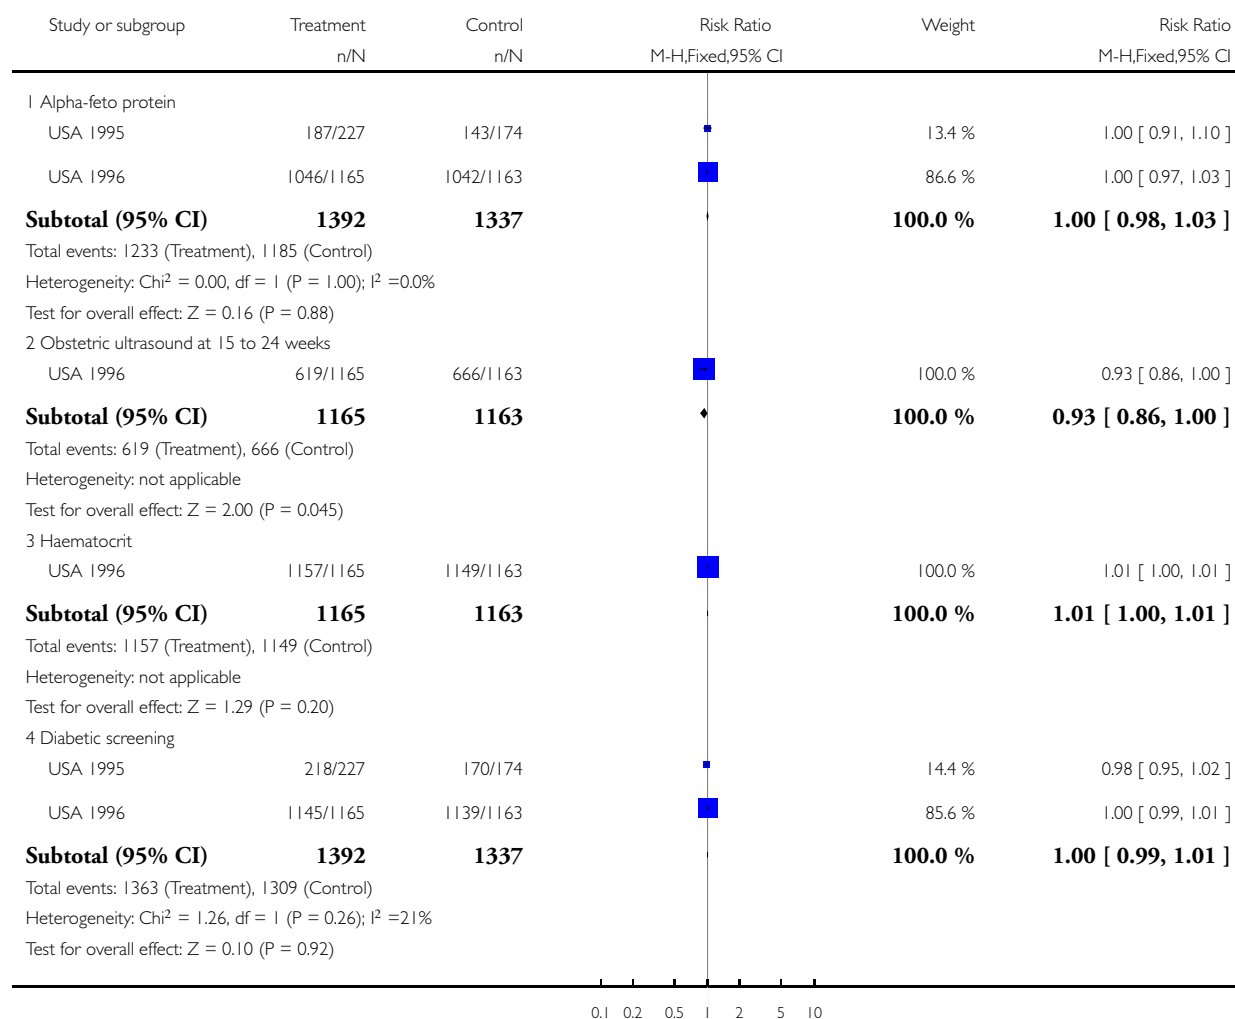 Study or subgroup Treatment Control Risk Ratio Weight Risk Ratio
n/N n/N M-H,Fixed,95% CI M-H,Fixed,95% CI
1 Alpha-feto protein
USA 1995 187/227 143/174 13.4 % 1.00 [ 0.91, 1.10 ]
USA 1996 1046/1165 1042/1163 86.6 % 1.00 [ 0.97, 1.03 ]
Subtotal (95% CI) 1392 1337 100.0 % 1.00 [ 0.98, 1.03 ]
Total events: 1233 (Treatment), 1185 (Control)
Heterogeneity: Chi² = 0.00, df = 1 (P = 1.00); I² =0.0%
Test for overall effect: Z = 0.16 (P = 0.88)
2 Obstetric ultrasound at 15 to 24 weeks
USA 1996 619/1165 666/1163 100.0 % 0.93 [ 0.86, 1.00 ]
Subtotal (95% CI) 1165 1163 100.0 % 0.93 [ 0.86, 1.00 ]
Total events: 619 (Treatment), 666 (Control)
Heterogeneity: not applicable
Test for overall effect: Z = 2.00 (P = 0.045)
3 Haematocrit
USA 1996 1157/1165 1149/1163 100.0 % 1.01 [ 1.00, 1.01 ]
Subtotal (95% CI) 1165 1163 100.0 % 1.01 [ 1.00, 1.01 ]
Total events: 1157 (Treatment), 1149 (Control)
Heterogeneity: not applicable
Test for overall effect: Z = 1.29 (P = 0.20)
4 Diabetic screening
USA 1995 218/227 170/174 14.4 % 0.98 [ 0.95, 1.02 ]
USA 1996 1145/1165 1139/1163 85.6 % 1.00 [ 0.99, 1.01 ]
Subtotal (95% CI) 1392 1337 100.0 % 1.00 [ 0.99, 1.01 ]
Total events: 1363 (Treatment), 1309 (Control)
Heterogeneity: Chi² = 1.26, df = 1 (P = 0.26); I² =21%
Test for overall effect: Z = 0.10 (P = 0.92)
0.1 0.2 0.5 1 2 5 10